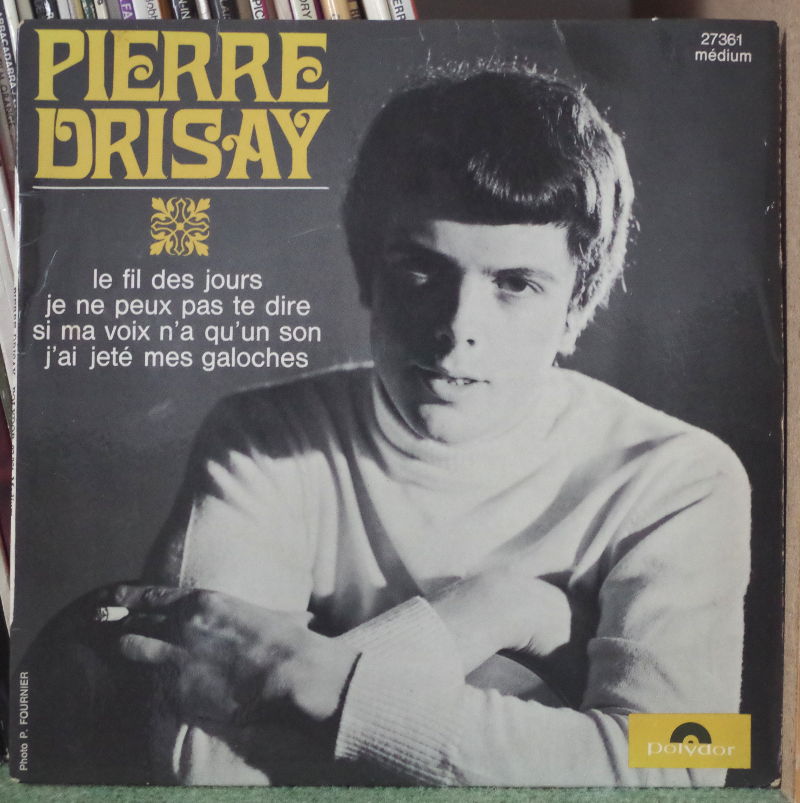 PIERRE
DRISAY
27361
médium
le fil des jours
je ne peux pas te dire
si ma voix n'a qu'un son
j'ai jeté mes galoches
Photo P. FOURNIER
polydor